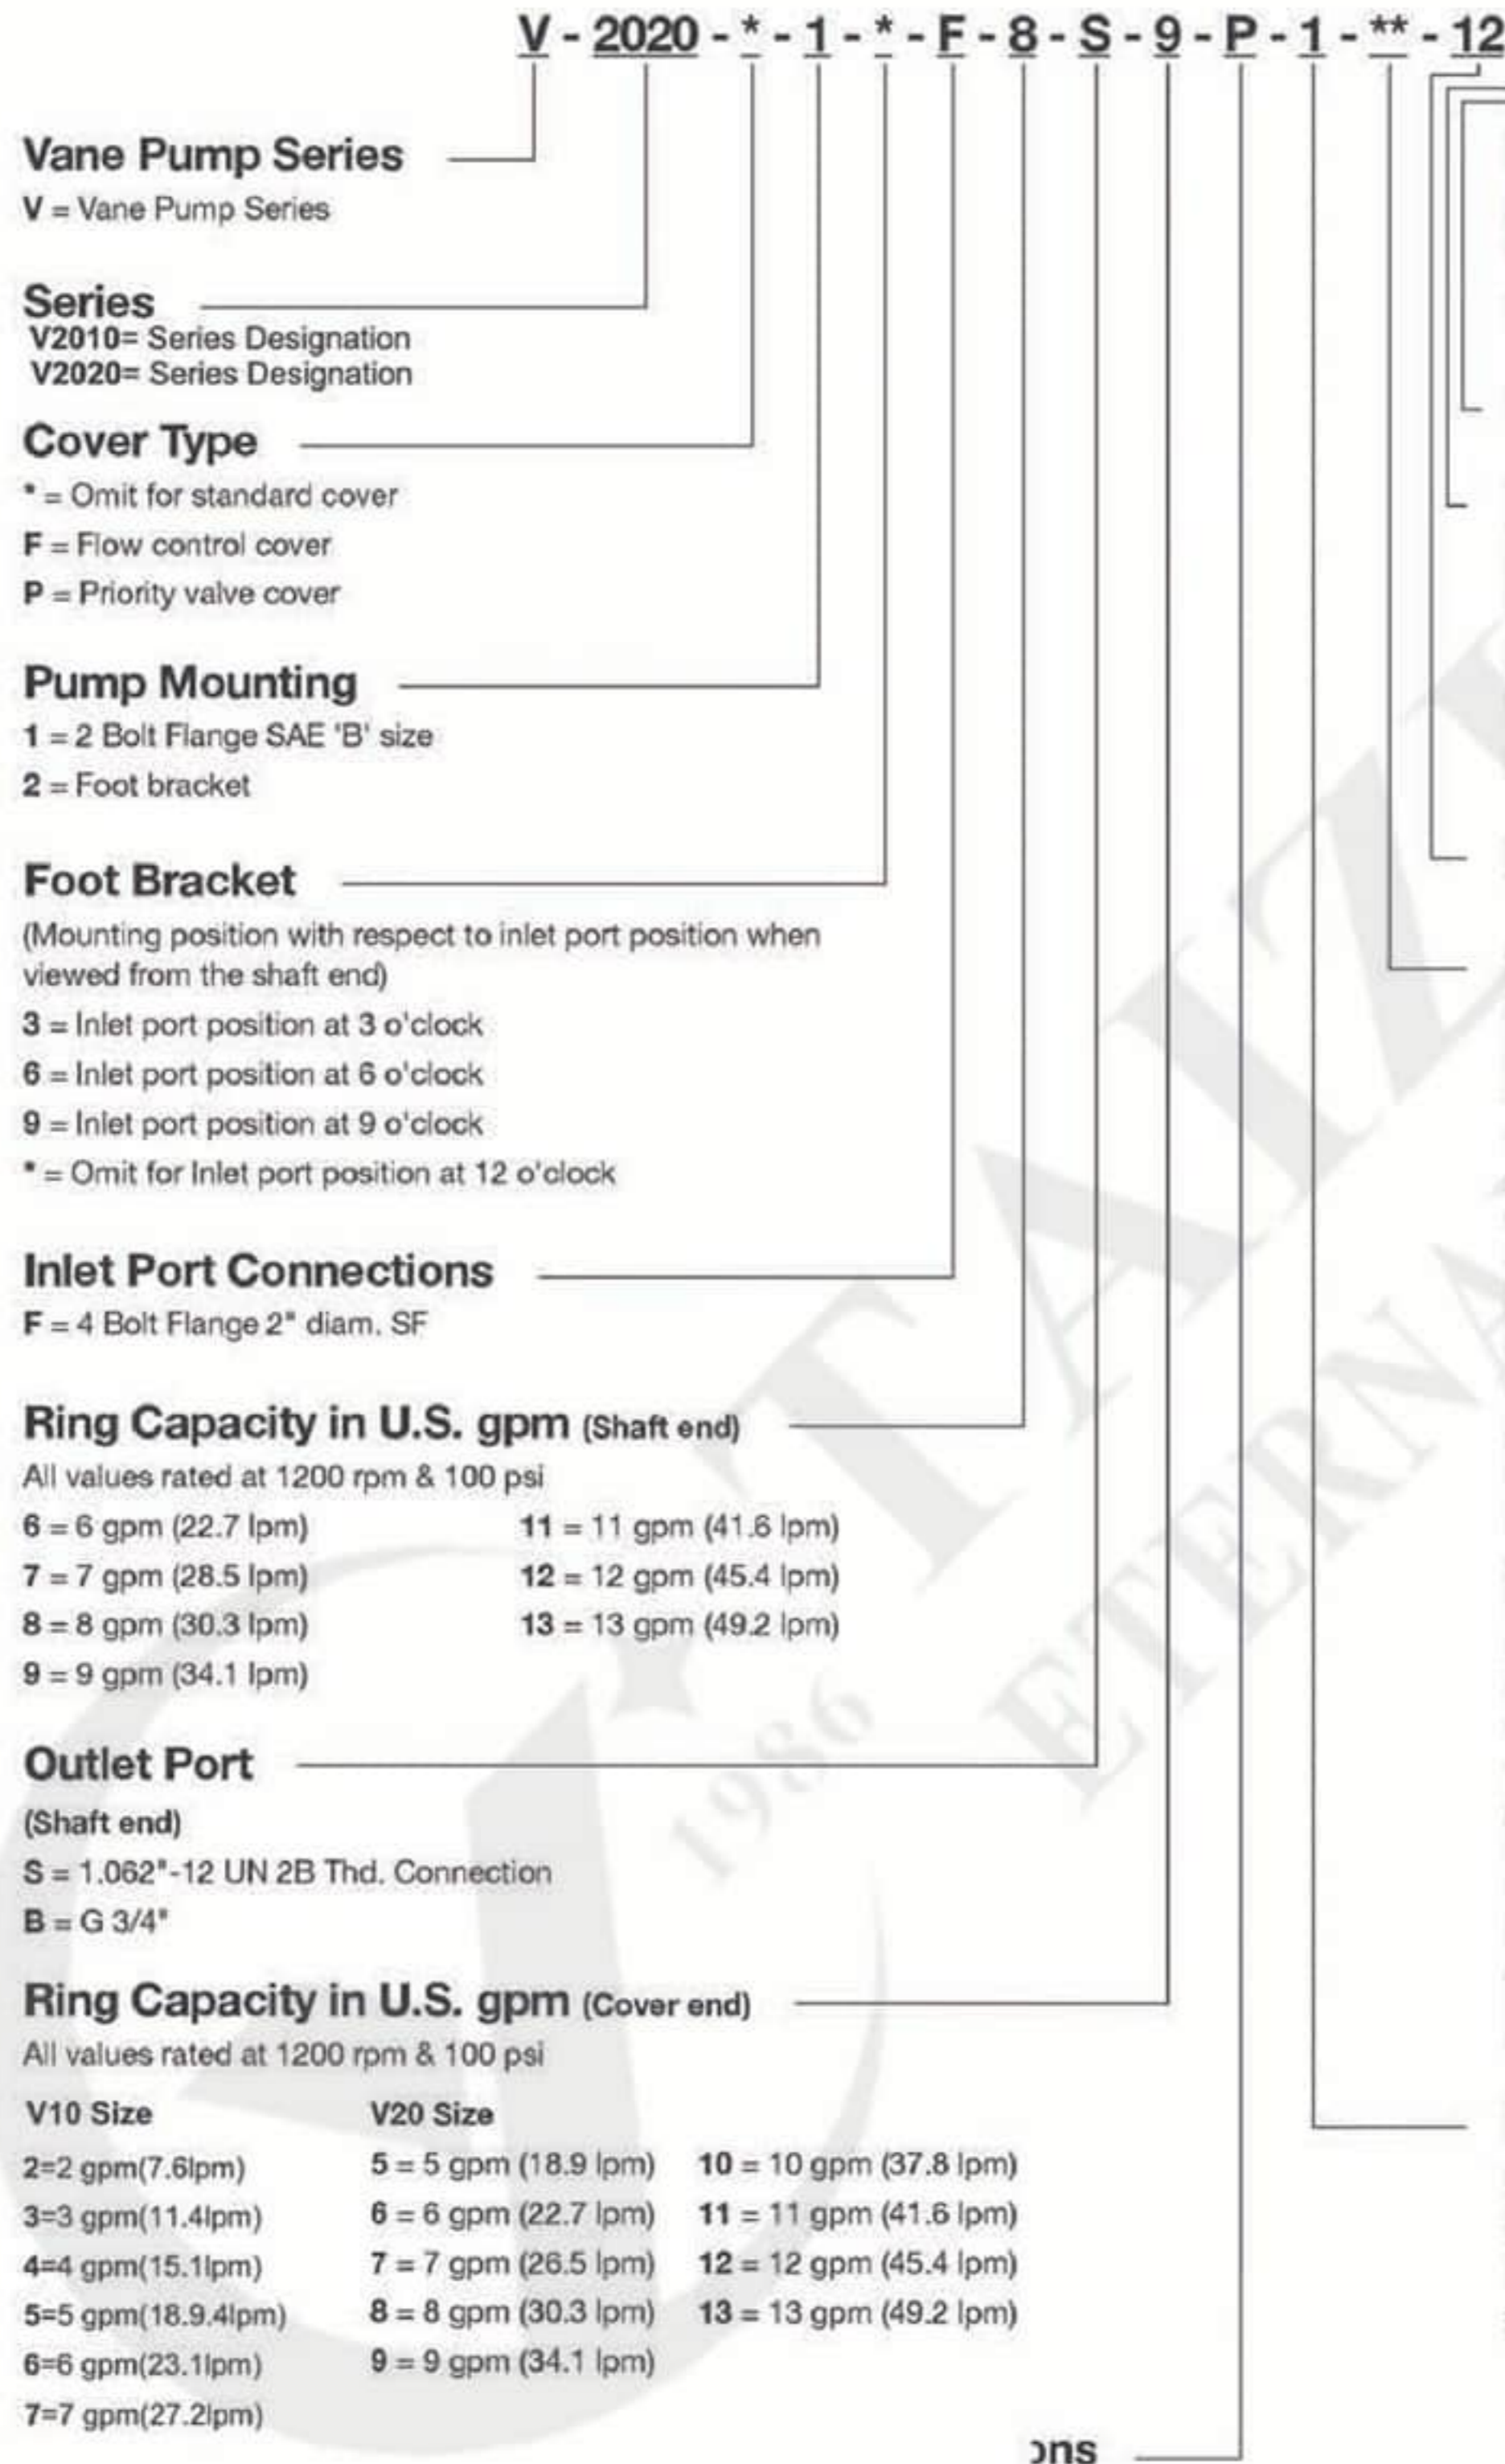 V - 2020 - * - 1 - * - F - 8 - S - 9 - P - 1 - ** - 12
Vane Pump Series
V = Vane Pump Series
Series
V2010= Series Designation
V2020= Series Designation
Cover Type
* = Omit for standard cover
F = Flow control cover
P = Priority valve cover
Pump Mounting
1 = 2 Bolt Flange SAE 'B' size
2 = Foot bracket
Foot Bracket
(Mounting position with respect to inlet port position when
viewed from the shaft end)
3 = Inlet port position at 3 o'clock
6 = Inlet port position at 6 o'clock
9 = Inlet port position at 9 o'clock
* = Omit for Inlet port position at 12 o'clock
Inlet Port Connections
F = 4 Bolt Flange 2" diam. SF
Ring Capacity in U.S. gpm (Shaft end)
All values rated at 1200 rpm & 100 psi
6 = 6 gpm (22.7 lpm) 11 = 11 gpm (41.6 lpm)
7 = 7 gpm (28.5 lpm) 12 = 12 gpm (45.4 lpm)
8 = 8 gpm (30.3 lpm) 13 = 13 gpm (49.2 lpm)
9 = 9 gpm (34.1 lpm)
Outlet Port
(Shaft end)
S = 1.062"-12 UN 2B Thd. Connection
B = G 3/4"
Ring Capacity in U.S. gpm (Cover end)
All values rated at 1200 rpm & 100 psi
V10 Size V20 Size
2=2 gpm(7.6lpm) 5 = 5 gpm (18.9 lpm) 10 = 10 gpm (37.8 lpm)
3=3 gpm(11.4lpm) 6 = 6 gpm (22.7 lpm) 11 = 11 gpm (41.6 lpm)
4=4 gpm(15.1lpm) 7 = 7 gpm (26.5 lpm) 12 = 12 gpm (45.4 lpm)
5=5 gpm(18.9.4lpm) 8 = 8 gpm (30.3 lpm) 13 = 13 gpm (49.2 lpm)
6=6 gpm(23.1lpm) 9 = 9 gpm (34.1 lpm)
7=7 gpm(27.2lpm)
TAIZ
ETERNA
1986